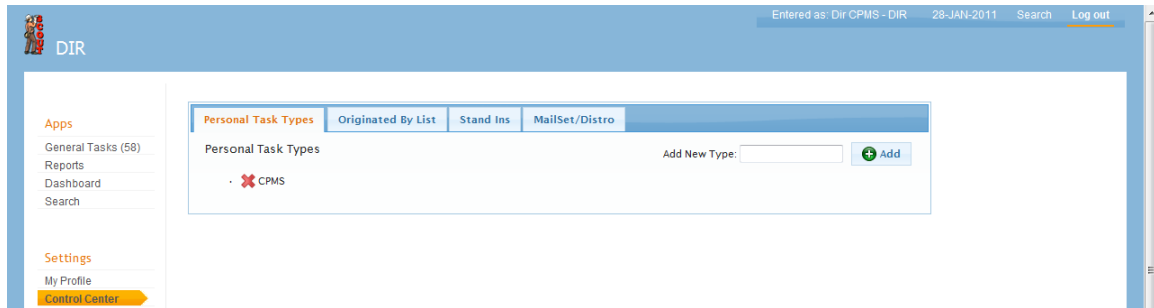 Entered as: Dir CPMS - DIR 28-JAN-2011 Search Log out
DIR
Apps
General Tasks (58)
Reports
Dashboard
Search
Settings
My Profile
Control Center
Personal Task Types Originated By List Stand Ins MailSet/Distro
Personal Task Types Add New Type: Add
CPMS